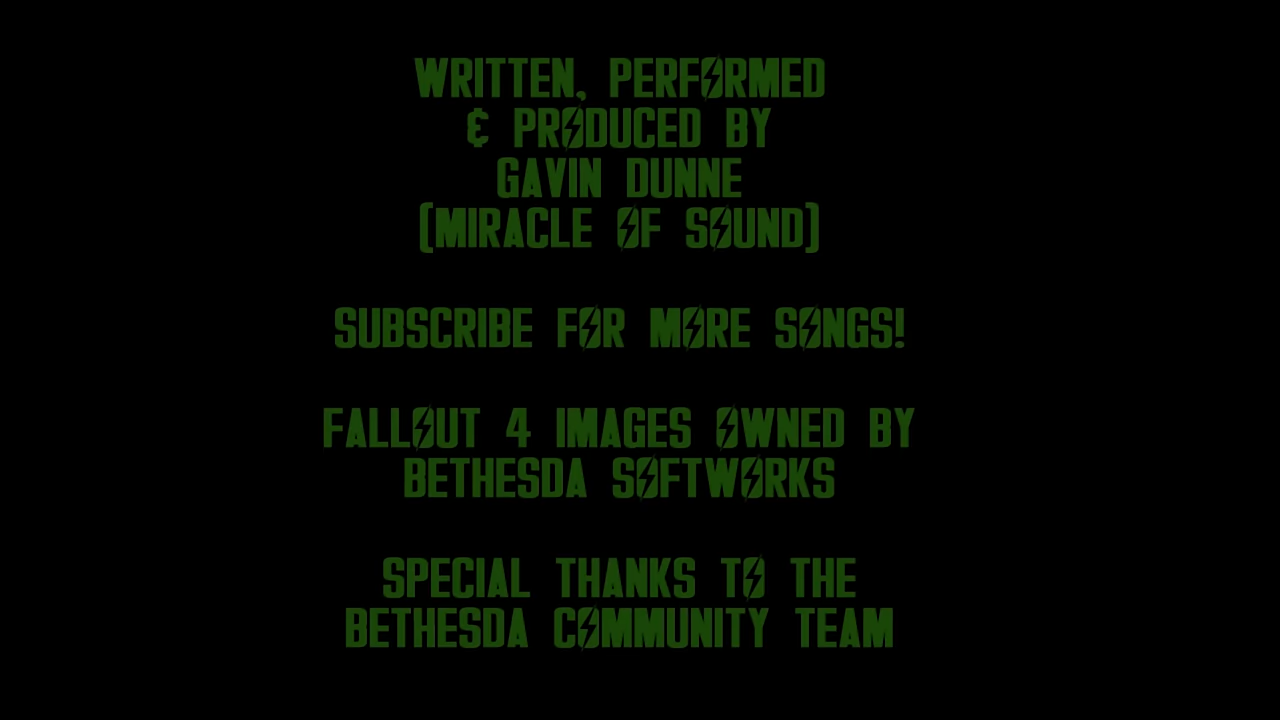 WRITTEN, PERFORMED
& PRODUCED BY
GAVIN DUNNE
(MIRACLE OF SOUND)
SUBSCRIBE FOR MORE SONGS!
FALLOUT 4 IMAGES OWNED BY
BETHESDA SOFTWORKS
SPECIAL THANKS TO THE
BETHESDA COMMUNITY TEAM